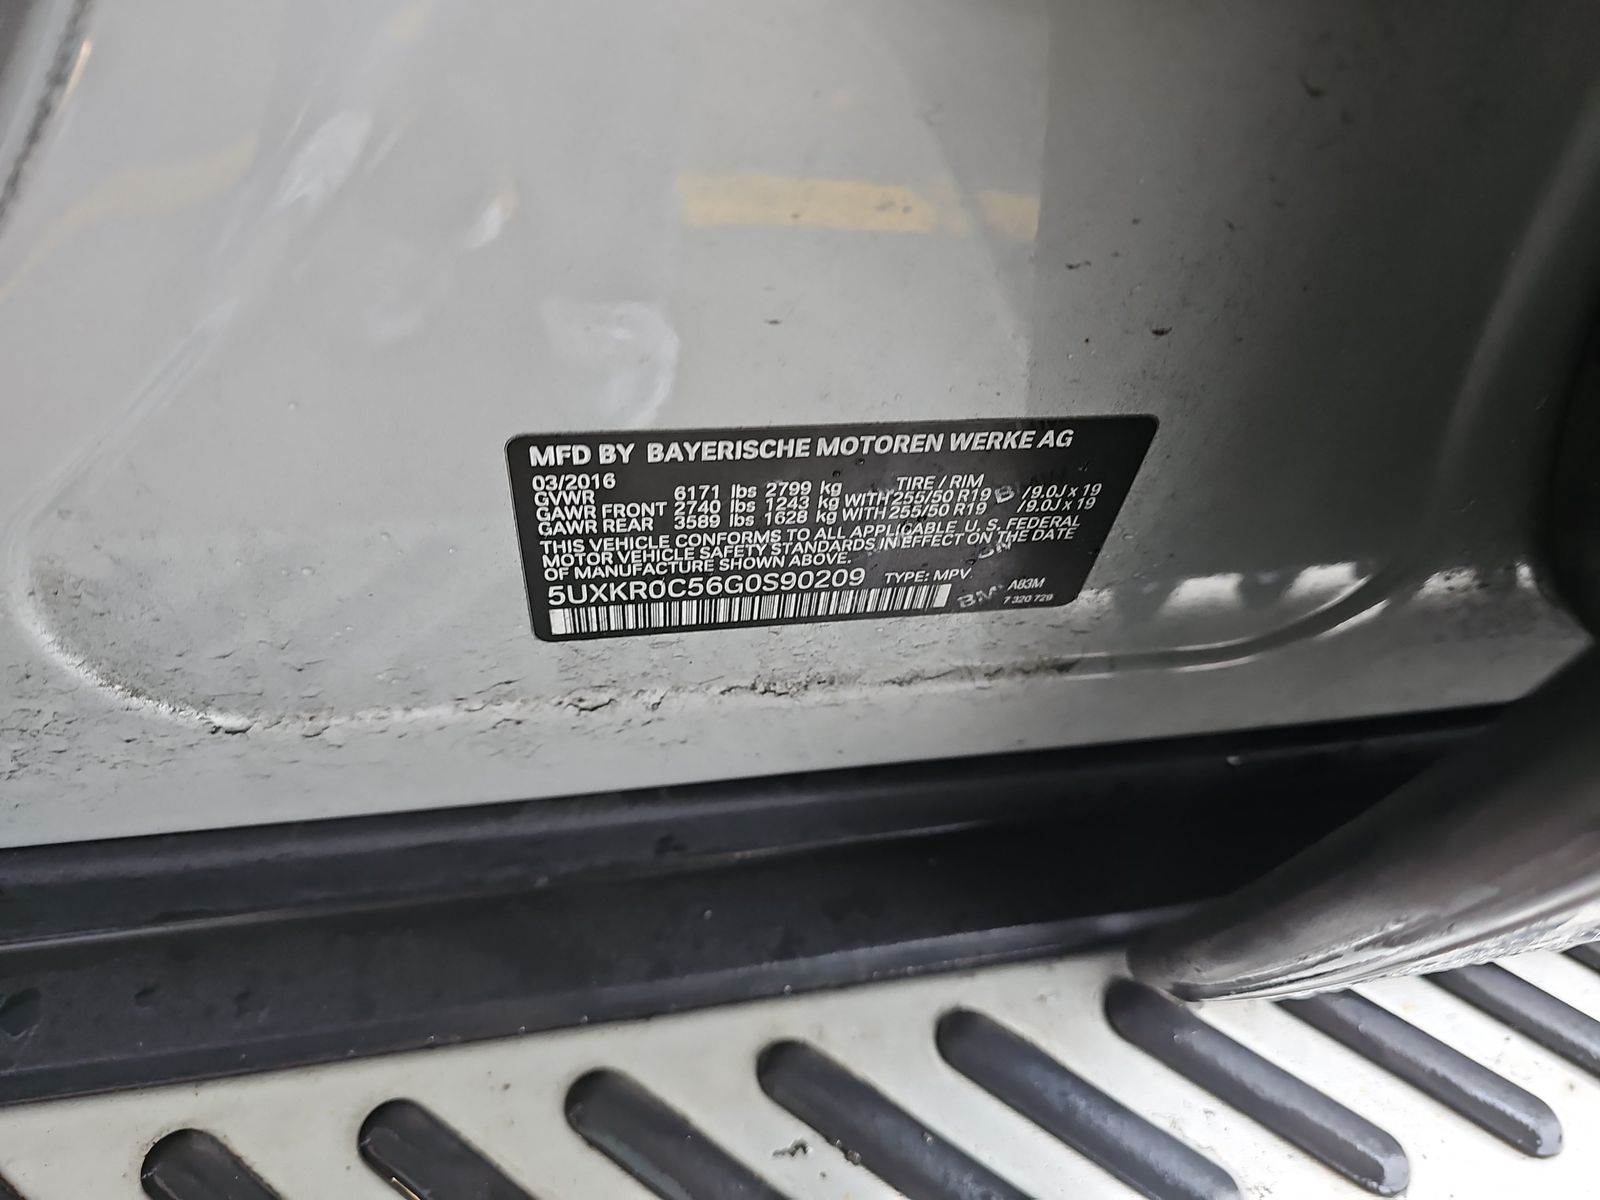 MFD BY BAYERISCHE MOTOREN WERKE AG
03/2016 TIRE / RIM
GVWR 6171 lbs 2799 kg
GAWR FRONT 2740 lbs 1243 kg WITH 255/50 R19 /9.0J x 19
GAWR REAR 3589 lbs 1628 kg WITH 255/50 R19 /9.0J x 19
THIS VEHICLE CONFORMS TO ALL APPLICABLE U.S. FEDERAL
MOTOR VEHICLE SAFETY STANDARDS IN EFFECT ON THE DATE
OF MANUFACTURE SHOWN ABOVE.
5UXKR0C56G0S90209 TYPE: MPV
A83M
7 320 729